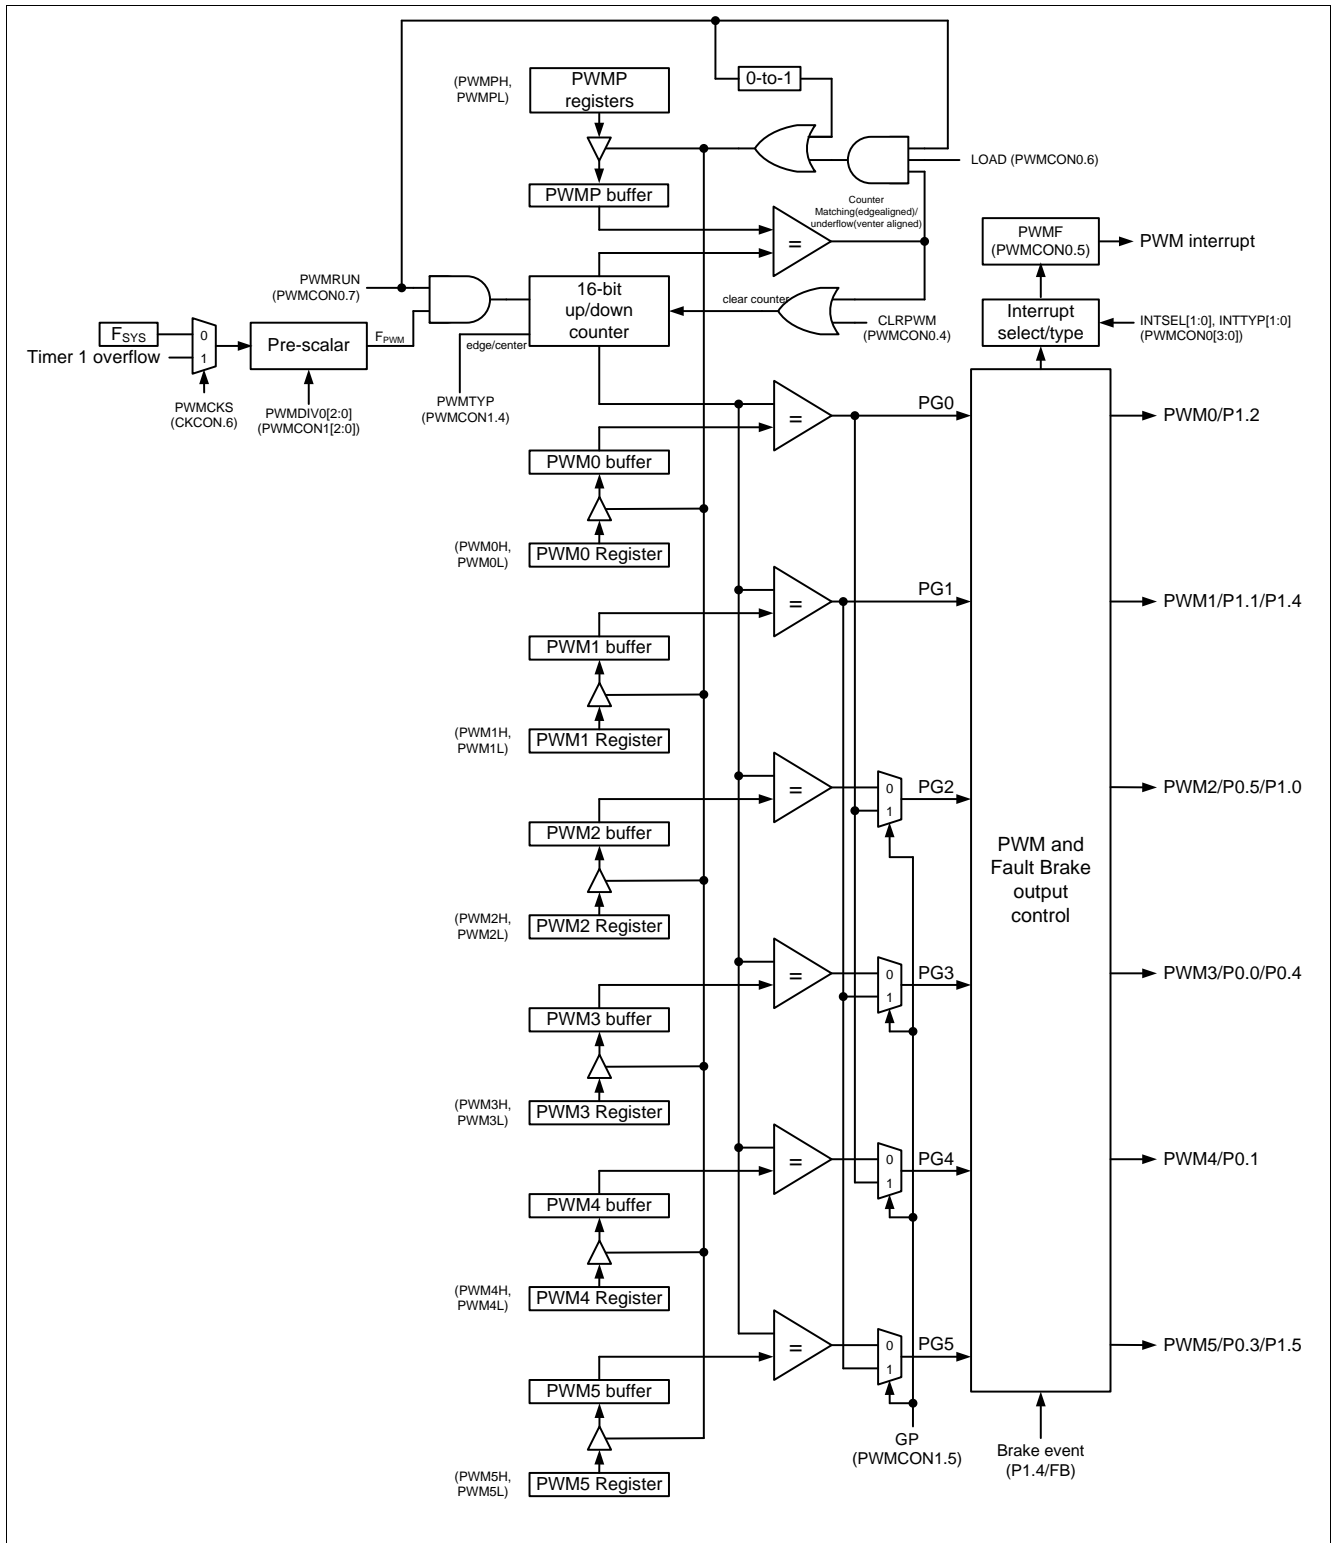 0-to-1
(PWMPH,
PWMPL)
PWMP
registers
LOAD (PWMCON0.6)
PWMP buffer
Counter
Matching(edgealigned)/
underflow(venter aligned)
=
PWMF
(PWMCON0.5)
PWM interrupt
PWMRUN
(PWMCON0.7)
16-bit
up/down
counter
clear counter
CLRPWM
(PWMCON0.4)
Interrupt
select/type
INTSEL[1:0], INTTYP[1:0]
(PWMCON0[3:0])
FSYS
Timer 1 overflow
0
1
Pre-scalar
FPWM
edge/center
PWMCKS
(CKCON.6)
PWMDIV0[2:0]
(PWMCON1[2:0])
PWMTYP
(PWMCON1.4)
=
PG0
PWM0/P1.2
PWM0 buffer
(PWM0H,
PWM0L)
PWM0 Register
=
PG1
PWM1/P1.1/P1.4
PWM1 buffer
(PWM1H,
PWM1L)
PWM1 Register
=
0
1
PG2
PWM2/P0.5/P1.0
PWM2 buffer
PWM and
Fault Brake
output
control
(PWM2H,
PWM2L)
PWM2 Register
=
0
1
PG3
PWM3/P0.0/P0.4
PWM3 buffer
(PWM3H,
PWM3L)
PWM3 Register
=
0
1
PG4
PWM4/P0.1
PWM4 buffer
(PWM4H,
PWM4L)
PWM4 Register
=
0
1
PG5
PWM5/P0.3/P1.5
PWM5 buffer
GP
(PWMCON1.5)
Brake event
(P1.4/FB)
(PWM5H,
PWM5L)
PWM5 Register